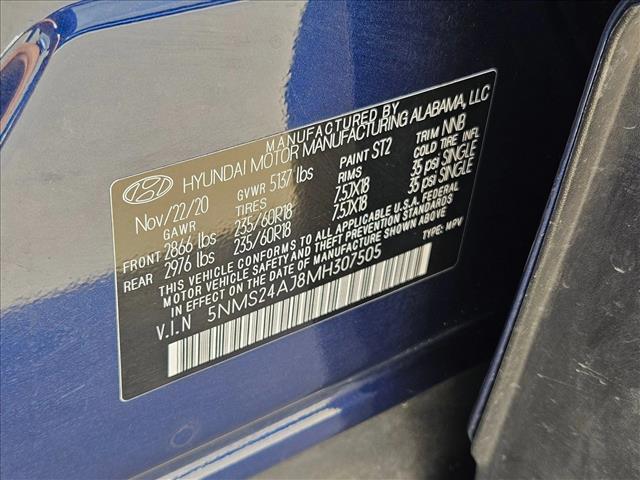 MANUFACTURED BY
HYUNDAI MOTOR MANUFACTURING ALABAMA, LLC
Nov/22/20 GVWR 5137 lbs PAINT ST2 TRIM NNB
GAWR TIRES RIMS COLD TIRE INFL
FRONT 2866 lbs 235/60R18 7.5JX18 35 psi SINGLE
REAR 2976 lbs 235/60R18 7.5JX18 35 psi SINGLE
THIS VEHICLE CONFORMS TO ALL APPLICABLE U.S.A. FEDERAL
MOTOR VEHICLE SAFETY AND THEFT PREVENTION STANDARDS
IN EFFECT ON THE DATE OF MANUFACTURE SHOWN ABOVE. TYPE: MPV
V.I.N 5NMS24AJ8MH307505